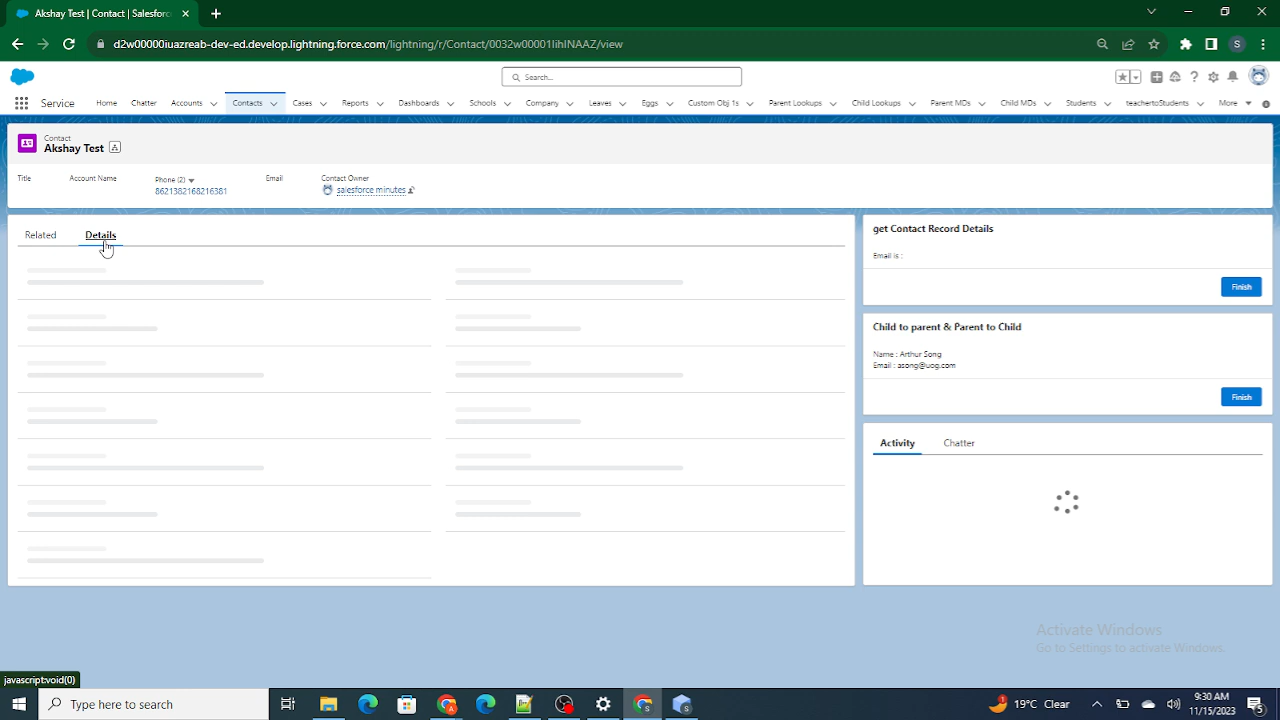 Akshay Test | Contact | Salesforc
d2w00000iuazreab-dev-ed.develop.lightning.force.com/lightning/r/Contact/0032w00001IihlNAAZ/view
S
Search...
Service
Home
Chatter
Accounts
Contacts
Cases
Reports
Dashboards
Schools
Company
Leaves
Eggs
Custom Obj 1s
Parent Lookups
Child Lookups
Parent MDs
Child MDs
Students
teachertoStudents
More
Contact
Akshay Test
Title
Account Name
Phone (2)
Email
Contact Owner
8621382168216381
salesforce minutes
Related
Details
get Contact Record Details
Email is :
Finish
Child to parent & Parent to Child
Name : Arthur Song
Email : asong@uog.com
Finish
Activity
Chatter
Activate Windows
Go to Settings to activate Windows.
javascript:void(0)
Type here to search
1
19°C Clear
9:30 AM
11/15/2023
5